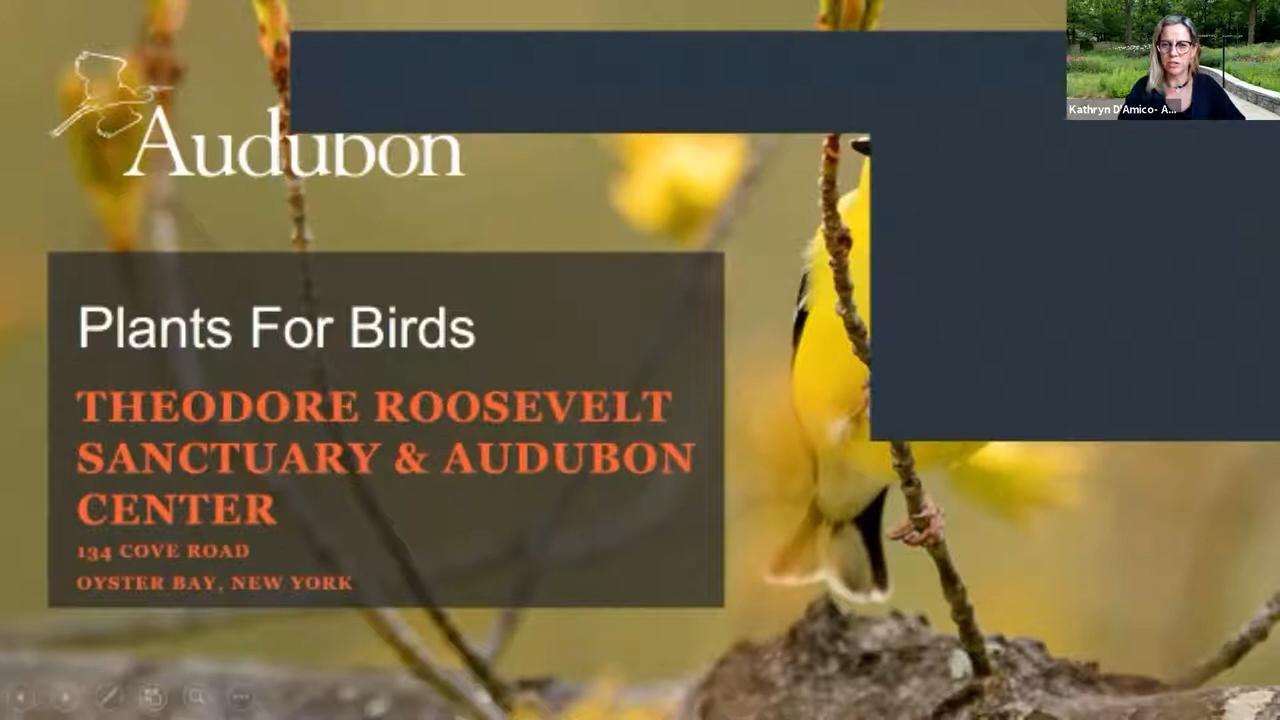 Audubon
Kathryn D'Amico- A...
Plants For Birds
THEODORE ROOSEVELT
SANCTUARY & AUDUBON
CENTER
134 COVE ROAD
OYSTER BAY, NEW YORK